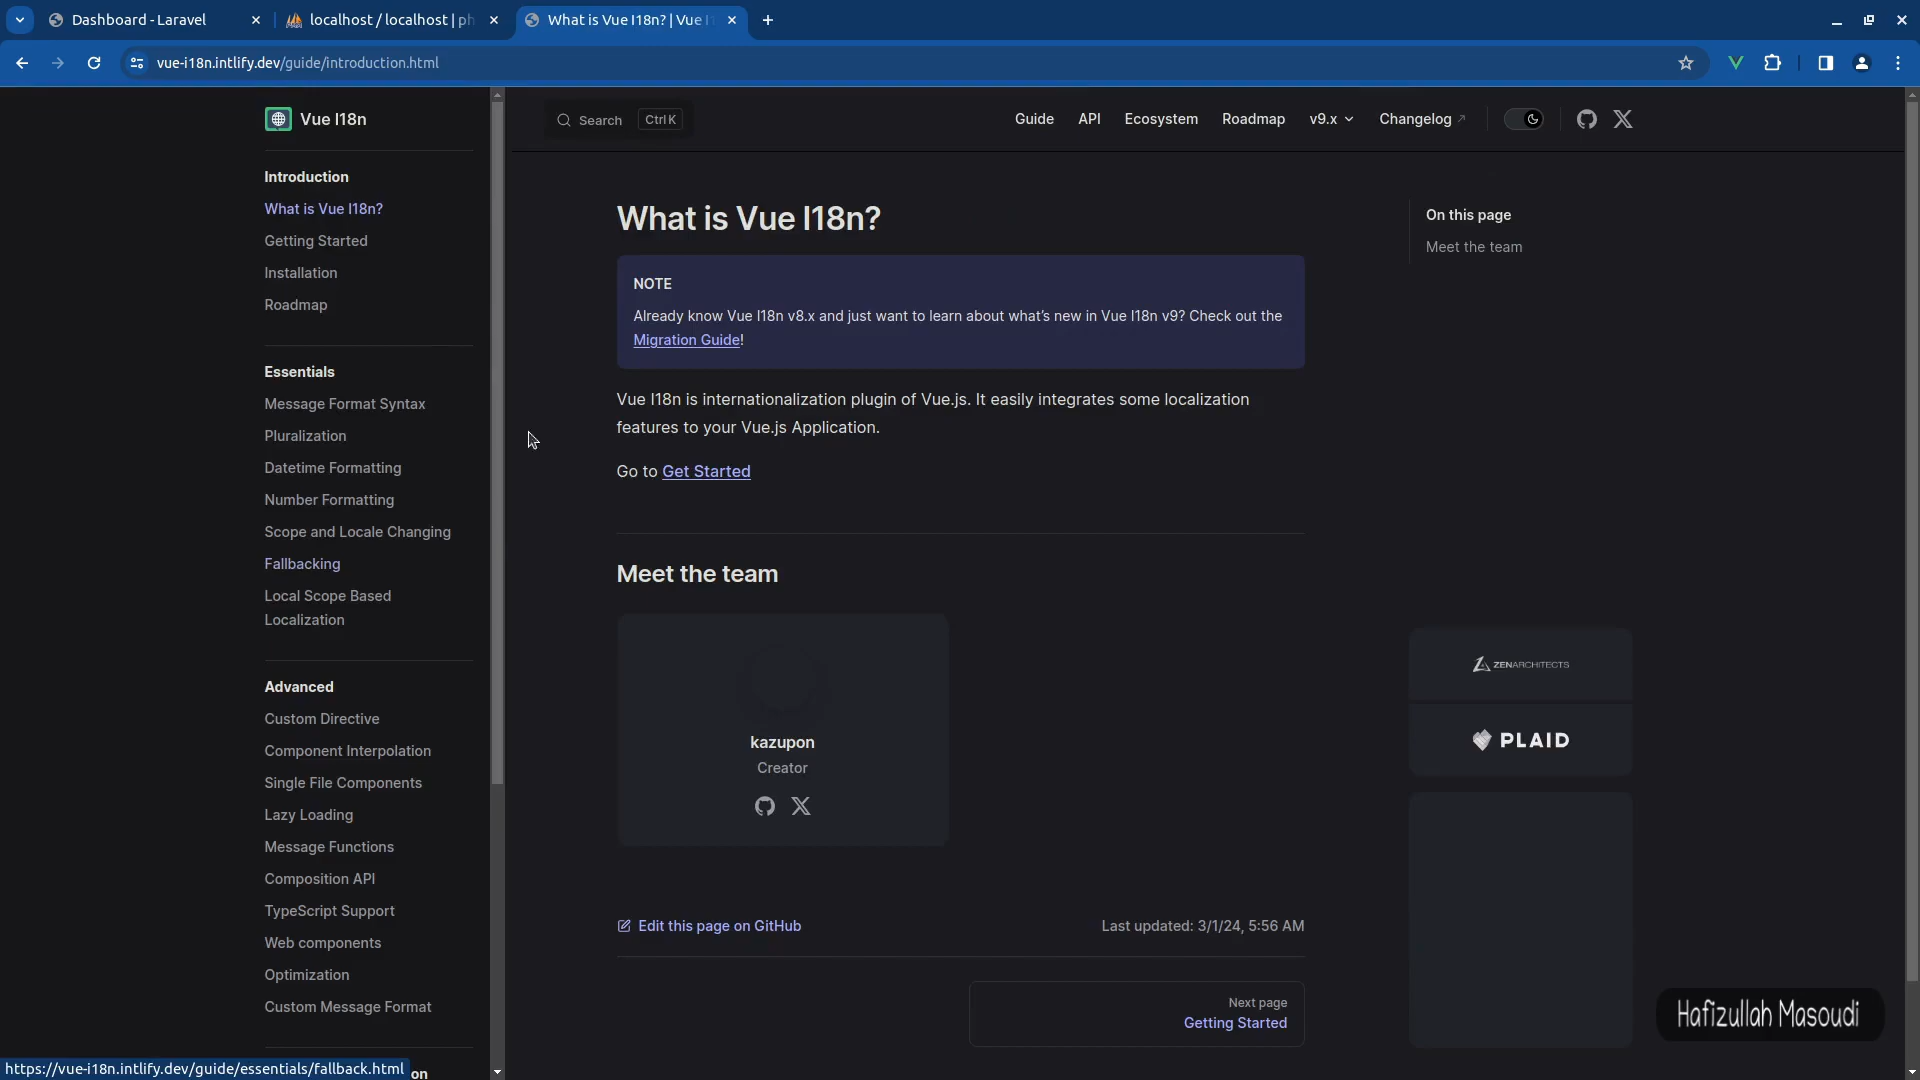 Dashboard - Laravel
localhost / localhost | ph
What is Vue I18n? | Vue I
vue-i18n.intlify.dev/guide/introduction.html
Vue I18n
Search
Ctrl K
Guide
API
Ecosystem
Roadmap
v9.x
Changelog
Introduction
What is Vue I18n?
Getting Started
Installation
Roadmap
Essentials
Message Format Syntax
Pluralization
Datetime Formatting
Number Formatting
Scope and Locale Changing
Fallbacking
Local Scope Based
Localization
Advanced
Custom Directive
Component Interpolation
Single File Components
Lazy Loading
Message Functions
Composition API
TypeScript Support
Web components
Optimization
Custom Message Format
on
https://vue-i18n.intlify.dev/guide/essentials/fallback.html
What is Vue I18n?
NOTE
Already know Vue I18n v8.x and just want to learn about what's new in Vue I18n v9? Check out the
Migration Guide!
Vue I18n is internationalization plugin of Vue.js. It easily integrates some localization
features to your Vue.js Application.
Go to Get Started
Meet the team
kazupon
Creator
Edit this page on GitHub
Last updated: 3/1/24, 5:56 AM
Next page
Getting Started
On this page
Meet the team
ZENARCHITECTS
PLAID
Hafizullah Masoudi